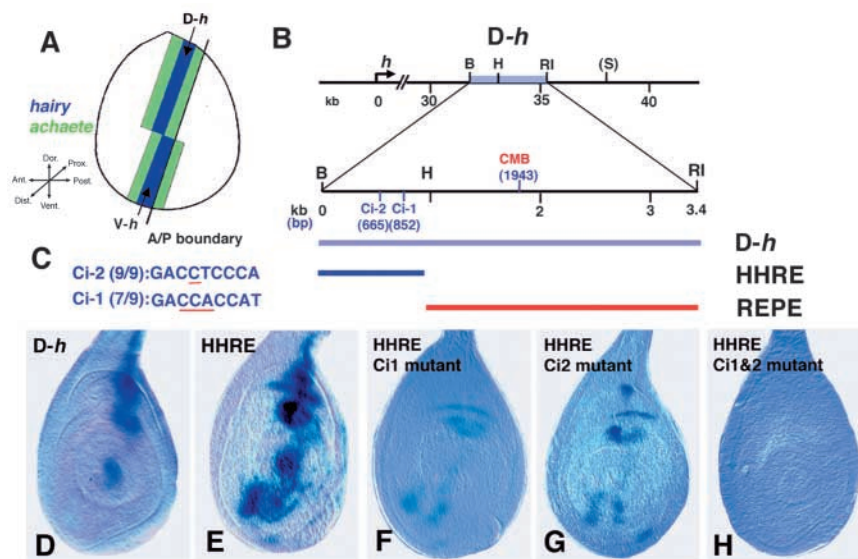 A
D-h
hairy
achaete
Dor.
Prox.
Ant.
Post.
Dist.
Vent.
V-h
A/P boundary
B
D-h
h
B
H
RI
(S)
kb
0
30
35
40
CMB
B
H
(1943)
RI
kb
0
Ci-2
Ci-1
2
3
3.4
(bp)
(665)
(852)
D-h
HHRE
REPE
C
Ci-2 (9/9):GACCTCCCA
Ci-1 (7/9):GACCACCAT
D-h
D
HHRE
E
HHRE
Ci1 mutant
F
HHRE
Ci2 mutant
G
HHRE
Ci1&2 mutant
H